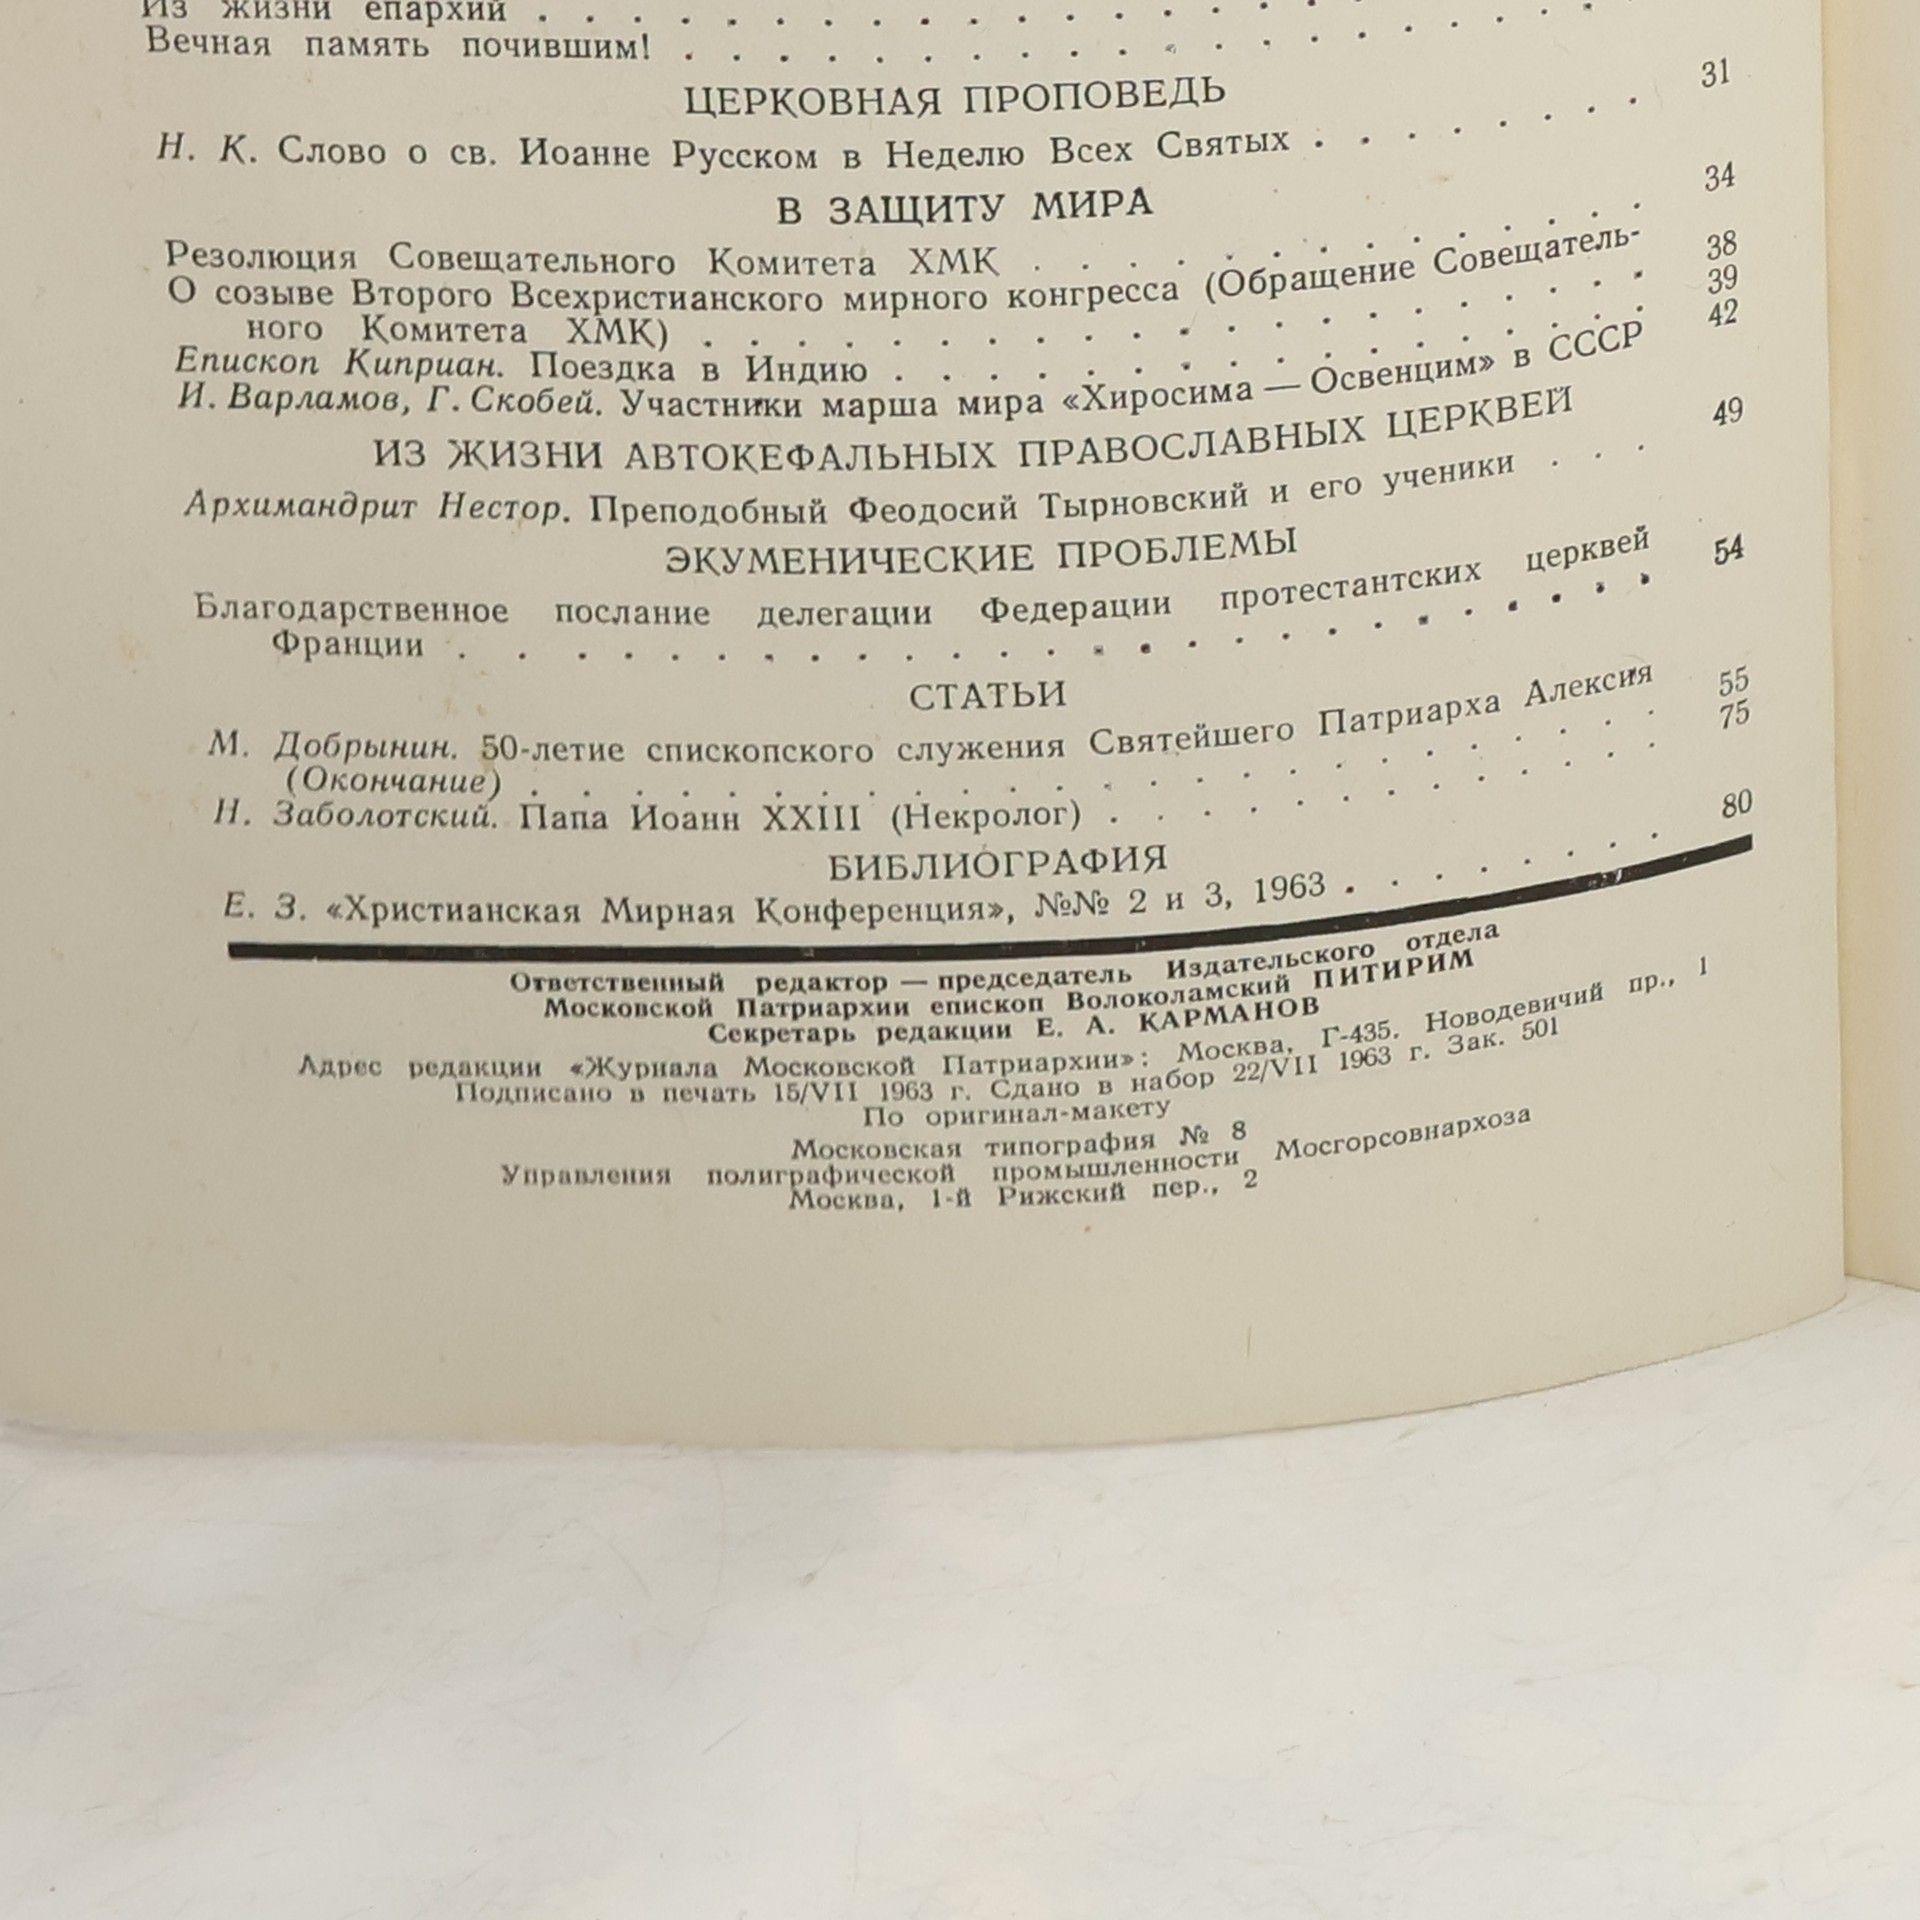 Из жизни епархий . . . . . . . . . . . . . . . . . .
Вечная память почившим! . . . . . . . . . . . . . . . .
ЦЕРКОВНАЯ ПРОПОВЕДЬ
Н. К. Слово о св. Иоанне Русском в Неделю Всех Святых . . . . . . . . 31
В ЗАЩИТУ МИРА
Резолюция Совещательного Комитета ХМК . . . . . . . . . . . . . . 34
О созыве Второго Всехристианского мирного конгресса (Обращение Совещатель-
ного Комитета ХМК) . . . . . . . . . . . . . . . . . . . . . 38
Епископ Киприан. Поездка в Индию . . . . . . . . . . . . . . . . . 39
И. Варламов, Г. Скобей. Участники марша мира «Хиросима — Освенцим» в СССР 42
ИЗ ЖИЗНИ АВТОКЕФАЛЬНЫХ ПРАВОСЛАВНЫХ ЦЕРКВЕЙ
Архимандрит Нестор. Преподобный Феодосий Тырновский и его ученики . . . 49
ЭКУМЕНИЧЕСКИЕ ПРОБЛЕМЫ
Благодарственное послание делегации Федерации протестантских церквей
Франции . . . . . . . . . . . . . . . . . . . . . . . . . . 54
СТАТЬИ
М. Добрынин. 50-летие спископского служения Святейшего Патриарха Алексия
(Окончание) . . . . . . . . . . . . . . . . . . . . . . . . . 55
Н. Заболотский. Папа Иоанн XXIII (Некролог) . . . . . . . . . . . . . 75
БИБЛИОГРАФИЯ
Е. З. «Христианская Мирная Конференция», №№ 2 и 3, 1963 . . . . . . . . 80
Ответственный редактор — председатель Издательского отдела
Московской Патриархии епископ Волоколамский ПИТИРИМ
Секретарь редакции Е. А. КАРМАНОВ
Адрес редакции «Журнала Московской Патриархии»: Москва, Г-435. Новодевичий пр., 1
Подписано в печать 15/VII 1963 г. Сдано в набор 22/VII 1963 г. Зак. 501
По оригинал-макету
Московская типография № 8
Управления полиграфической промышленности Мосгорсовнархоза
Москва, 1-й Рижский пер., 2